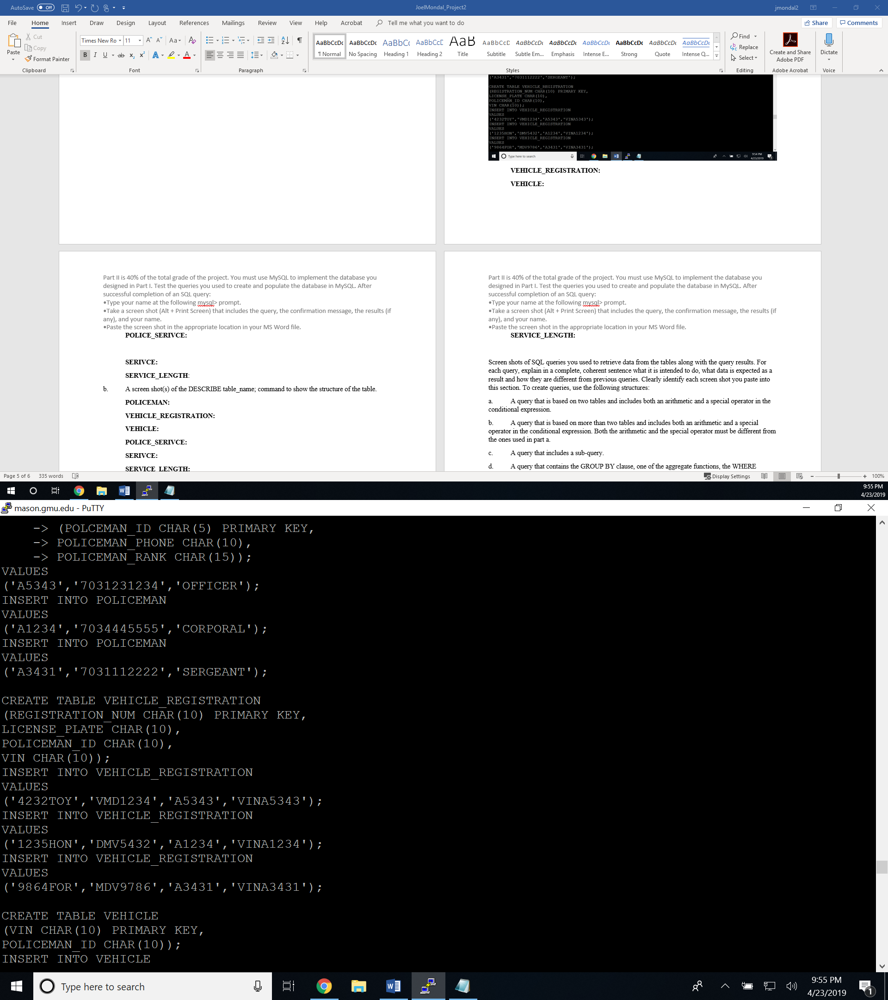 AutoSave Off
JoelMondal_Project2
jmondal2
File Home Insert Draw Design Layout References Mailings Review View Help Acrobat Tell me what you want to do
Share Comments
Paste
Cut
Copy
Format Painter
Clipboard
Times New Ro 11
Font
Paragraph
AaBbCcDc AaBbCcDc AaBbCc AaBbCcD AaB AaBbCcD AaBbCcDc AaBbCcDc AaBbCcDc AaBbCcDc AaBbCcDc AaBbCcDc
¶ Normal No Spacing Heading 1 Heading 2 Title Subtitle Subtle Em... Emphasis Intense E... Strong Quote Intense Q...
Styles
Find
Replace
Select
Editing
Create and Share
Adobe PDF
Adobe Acrobat
Dictate
Voice
('A3431','7031112222','SERGEANT');
CREATE TABLE VEHICLE_REGISTRATION
(REGISTRATION_NUM CHAR(10) PRIMARY KEY,
LICENSE_PLATE CHAR(10),
POLICEMAN_ID CHAR(10),
VIN CHAR(10));
INSERT INTO VEHICLE_REGISTRATION
VALUES
('4232TOY','VMD1234','A5343','VINA5343');
INSERT INTO VEHICLE_REGISTRATION
VALUES
('1235HON','DMV5432','A1234','VINA1234');
INSERT INTO VEHICLE_REGISTRATION
VALUES
('9864FOR','MDV9786','A3431','VINA3431');
Type here to search
9:54 PM
4/23/2019
VEHICLE_REGISTRATION:
VEHICLE:
Part II is 40% of the total grade of the project. You must use MySQL to implement the database you
designed in Part I. Test the queries you used to create and populate the database in MySQL. After
successful completion of an SQL query:
•Type your name at the following mysql> prompt.
•Take a screen shot (Alt + Print Screen) that includes the query, the confirmation message, the results (if
any), and your name.
•Paste the screen shot in the appropriate location in your MS Word file.
POLICE_SERIVCE:
SERIVCE:
SERVICE_LENGTH:
b. A screen shot(s) of the DESCRIBE table_name; command to show the structure of the table.
POLICEMAN:
VEHICLE_REGISTRATION:
VEHICLE:
POLICE_SERIVCE:
SERIVCE:
SERVICE_LENGTH:
Part II is 40% of the total grade of the project. You must use MySQL to implement the database you
designed in Part I. Test the queries you used to create and populate the database in MySQL. After
successful completion of an SQL query:
•Type your name at the following mysql> prompt.
•Take a screen shot (Alt + Print Screen) that includes the query, the confirmation message, the results (if
any), and your name.
•Paste the screen shot in the appropriate location in your MS Word file.
SERVICE_LENGTH:
Screen shots of SQL queries you used to retrieve data from the tables along with the query results. For
each query, explain in a complete, coherent sentence what it is intended to do, what data is expected as a
result and how they are different from previous queries. Clearly identify each screen shot you paste into
this section. To create queries, use the following structures:
a. A query that is based on two tables and includes both an arithmetic and a special operator in the
conditional expression.
b. A query that is based on more than two tables and includes both an arithmetic and a special
operator in the conditional expression. Both the arithmetic and the special operator must be different from
the ones used in part a.
c. A query that includes a sub-query.
d. A query that contains the GROUP BY clause, one of the aggregate functions, the WHERE
Page 5 of 6 335 words
Display Settings
100%
9:55 PM
4/23/2019
mason.gmu.edu - PuTTY
-> (POLCEMAN_ID CHAR(5) PRIMARY KEY,
-> POLICEMAN_PHONE CHAR(10),
-> POLICEMAN_RANK CHAR(15));
VALUES
('A5343','7031231234','OFFICER');
INSERT INTO POLICEMAN
VALUES
('A1234','7034445555','CORPORAL');
INSERT INTO POLICEMAN
VALUES
('A3431','7031112222','SERGEANT');
CREATE TABLE VEHICLE_REGISTRATION
(REGISTRATION_NUM CHAR(10) PRIMARY KEY,
LICENSE_PLATE CHAR(10),
POLICEMAN_ID CHAR(10),
VIN CHAR(10));
INSERT INTO VEHICLE_REGISTRATION
VALUES
('4232TOY','VMD1234','A5343','VINA5343');
INSERT INTO VEHICLE_REGISTRATION
VALUES
('1235HON','DMV5432','A1234','VINA1234');
INSERT INTO VEHICLE_REGISTRATION
VALUES
('9864FOR','MDV9786','A3431','VINA3431');
CREATE TABLE VEHICLE
(VIN CHAR(10) PRIMARY KEY,
POLICEMAN_ID CHAR(10));
INSERT INTO VEHICLE
Type here to search
9:55 PM
4/23/2019
1